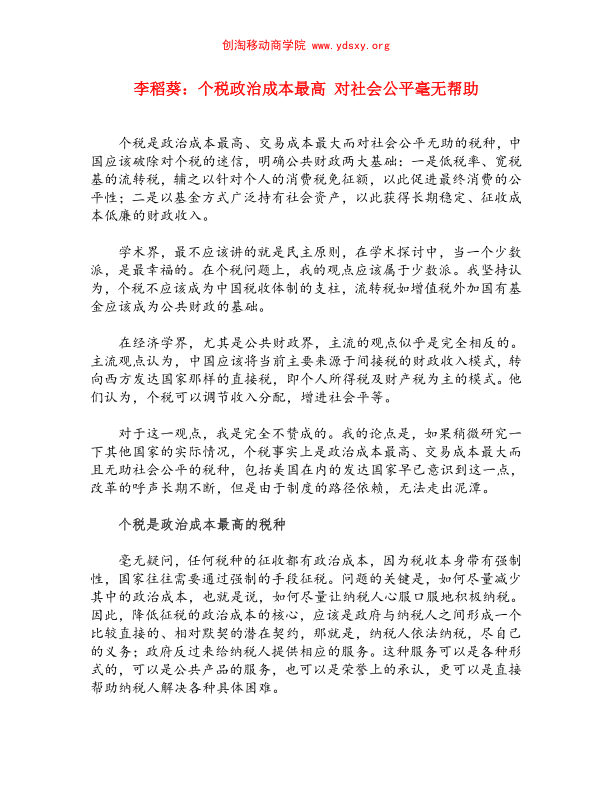 创淘移动商学院 www.ydsxy.org
李稻葵：个税政治成本最高 对社会公平毫无帮助
个税是政治成本最高、交易成本最大而对社会公平无助的税种，中
国应该破除对个税的迷信，明确公共财政两大基础：一是低税率、宽税
基的流转税，辅之以针对个人的消费税免征额，以此促进最终消费的公
平性；二是以基金方式广泛持有社会资产，以此获得长期稳定、征收成
本低廉的财政收入。
学术界，最不应该讲的就是民主原则，在学术探讨中，当一个少数
派，是最幸福的。在个税问题上，我的观点应该属于少数派。我坚持认
为，个税不应该成为中国税收体制的支柱，流转税如增值税外加国有基
金应该成为公共财政的基础。
在经济学界，尤其是公共财政界，主流的观点似乎是完全相反的。
主流观点认为，中国应该将当前主要来源于间接税的财政收入模式，转
向西方发达国家那样的直接税，即个人所得税及财产税为主的模式。他
们认为，个税可以调节收入分配，增进社会平等。
对于这一观点，我是完全不赞成的。我的论点是，如果稍微研究一
下其他国家的实际情况，个税事实上是政治成本最高、交易成本最大而
且无助社会公平的税种，包括美国在内的发达国家早已意识到这一点，
改革的呼声长期不断，但是由于制度的路径依赖，无法走出泥潭。
个税是政治成本最高的税种
毫无疑问，任何税种的征收都有政治成本，因为税收本身带有强制
性，国家往往需要通过强制的手段征税。问题的关健是，如何尽量减少
其中的政治成本，也就是说，如何尽量让纳税人心服口服地积极纳税。
因此，降低征税的政治成本的核心，应该是政府与纳税人之间形成一个
比较直接的、相对默契的潜在契约，那就是，纳税人依法纳税，尽自己
的义务；政府反过来给纳税人提供相应的服务。这种服务可以是各种形
式的，可以是公共产品的服务，也可以是荣誉上的承认，更可以是直接
帮助纳税人解决各种具体困难。